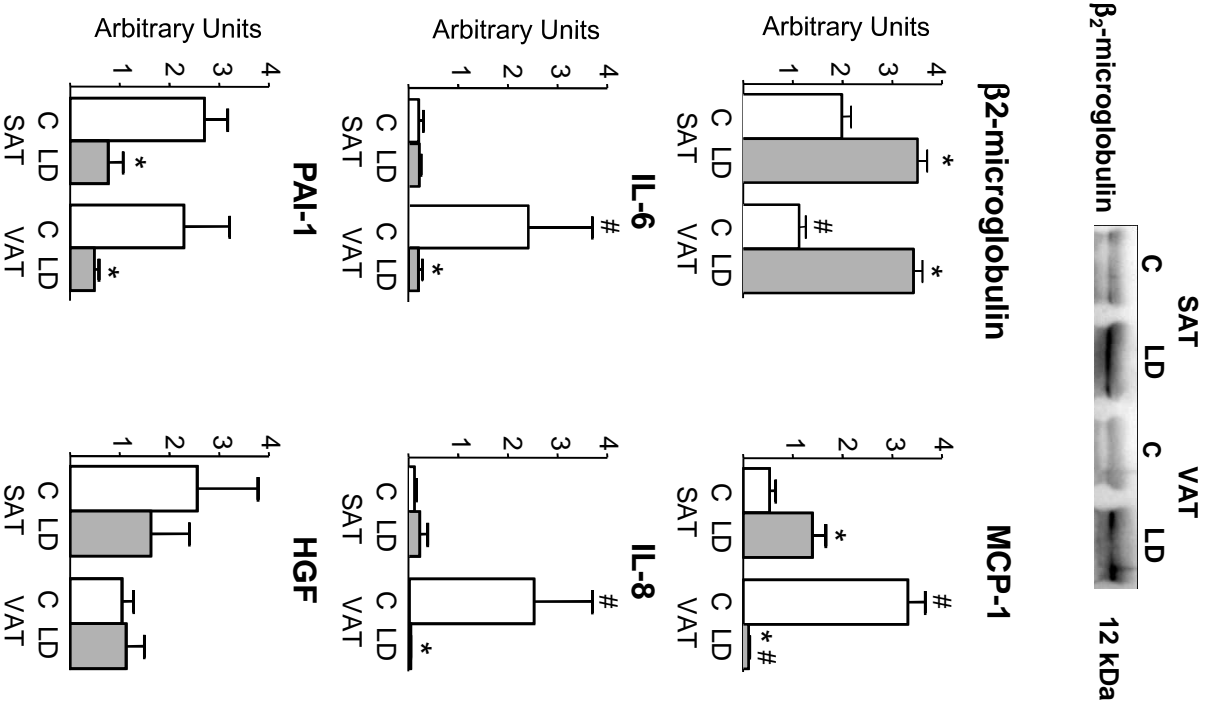 SAT VAT
C LD C LD
β₂-microglobulin 12 kDa
β2-microglobulin
Arbitrary Units
4
3
2
1
* # *
C LD C LD
SAT VAT
MCP-1
4
3
2
1
* # *#
C LD C LD
SAT VAT
IL-6
Arbitrary Units
4
3
2
1
# *
C LD C LD
SAT VAT
IL-8
4
3
2
1
# *
C LD C LD
SAT VAT
PAI-1
Arbitrary Units
4
3
2
1
* *
C LD C LD
SAT VAT
HGF
4
3
2
1
C LD C LD
SAT VAT